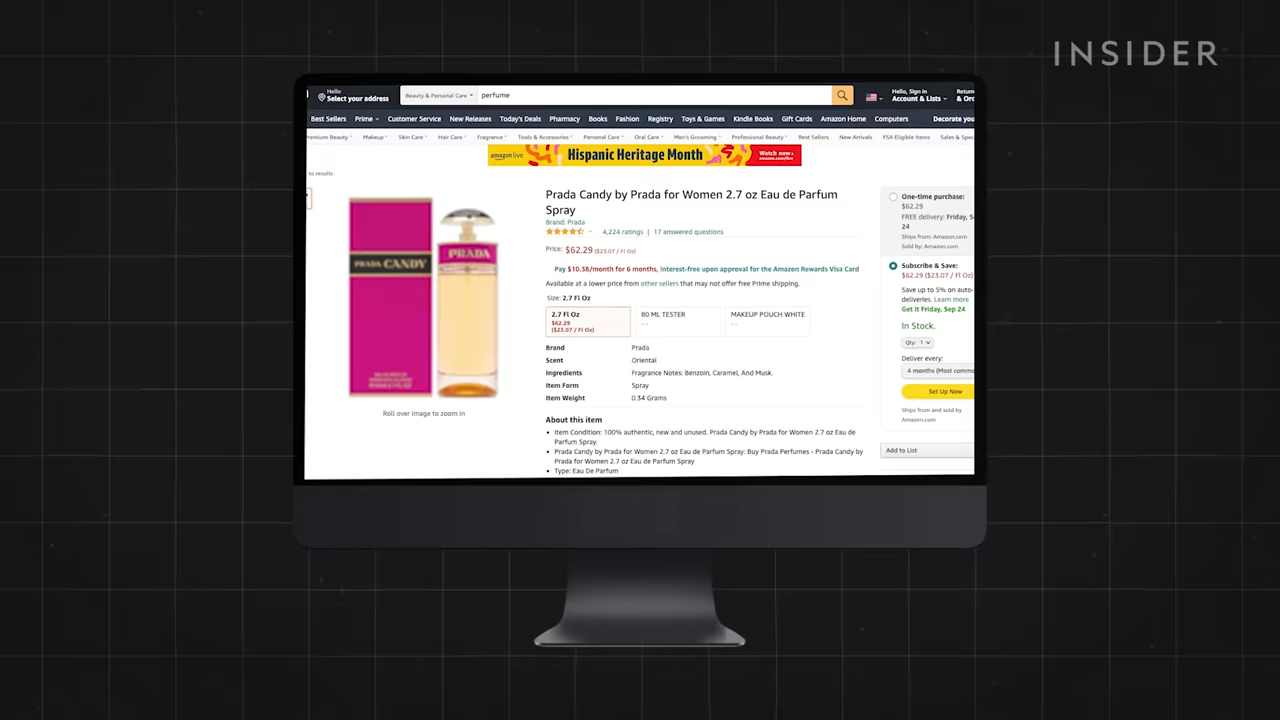 INSIDER
Hello
Select your address
Beauty & Personal Care
perfume
Hello, Sign in
Account & Lists
Return
& Or
Best Sellers Prime Customer Service New Releases Today's Deals Pharmacy Books Fashion Registry Toys & Games Kindle Books Gift Cards Amazon Home Computers Decorate you
Premium Beauty Makeup Skin Care Hair Care Fragrance Tools & Accessories Personal Care Oral Care Men's Grooming Professional Beauty Best Sellers New Arrivals FSA Eligible Items Sales & Spec
amazon live Hispanic Heritage Month Watch now
amazon.com/live
to results
PRADA CANDY
PRADA
Roll over image to zoom in
Prada Candy by Prada for Women 2.7 oz Eau de Parfum
Spray
Brand: Prada
4,224 ratings | 17 answered questions
Price: $62.29 ($23.07 / Fl Oz)
Pay $10.38/month for 6 months, interest-free upon approval for the Amazon Rewards Visa Card
Available at a lower price from other sellers that may not offer free Prime shipping.
Size: 2.7 Fl Oz
2.7 Fl Oz
$62.29
($23.07 / Fl Oz)
80 ML TESTER
--
MAKEUP POUCH WHITE
--
Brand Prada
Scent Oriental
Ingredients Fragrance Notes: Benzoin, Caramel, And Musk.
Item Form Spray
Item Weight 0.34 Grams
About this item
• Item Condition: 100% authentic, new and unused. Prada Candy by Prada for Women 2.7 oz Eau de
Parfum Spray.
• Prada Candy by Prada for Women 2.7 oz Eau de Parfum Spray: Buy Prada Perfumes - Prada Candy by
Prada for Women 2.7 oz Eau de Parfum Spray
• Type: Eau De Parfum
One-time purchase:
$62.29
FREE delivery: Friday, S
24
Ships from: Amazon.com
Sold by: Amazon.com
Subscribe & Save:
$62.29 ($23.07 / Fl Oz)
Save up to 5% on auto-
deliveries. Learn more
Get it Friday, Sep 24
In Stock.
Qty: 1
Deliver every:
4 months (Most commo
Set Up Now
Ships from and sold by
Amazon.com
Add to List